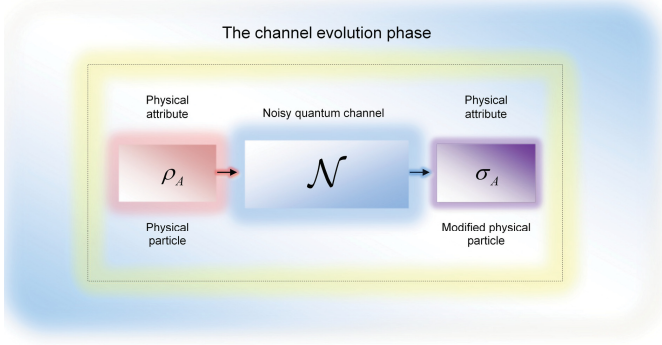 The channel evolution phase
Physical
attribute
Noisy quantum channel
Physical
attribute
ρ_A
𝒩
σ_A
Physical
particle
Modified physical
particle